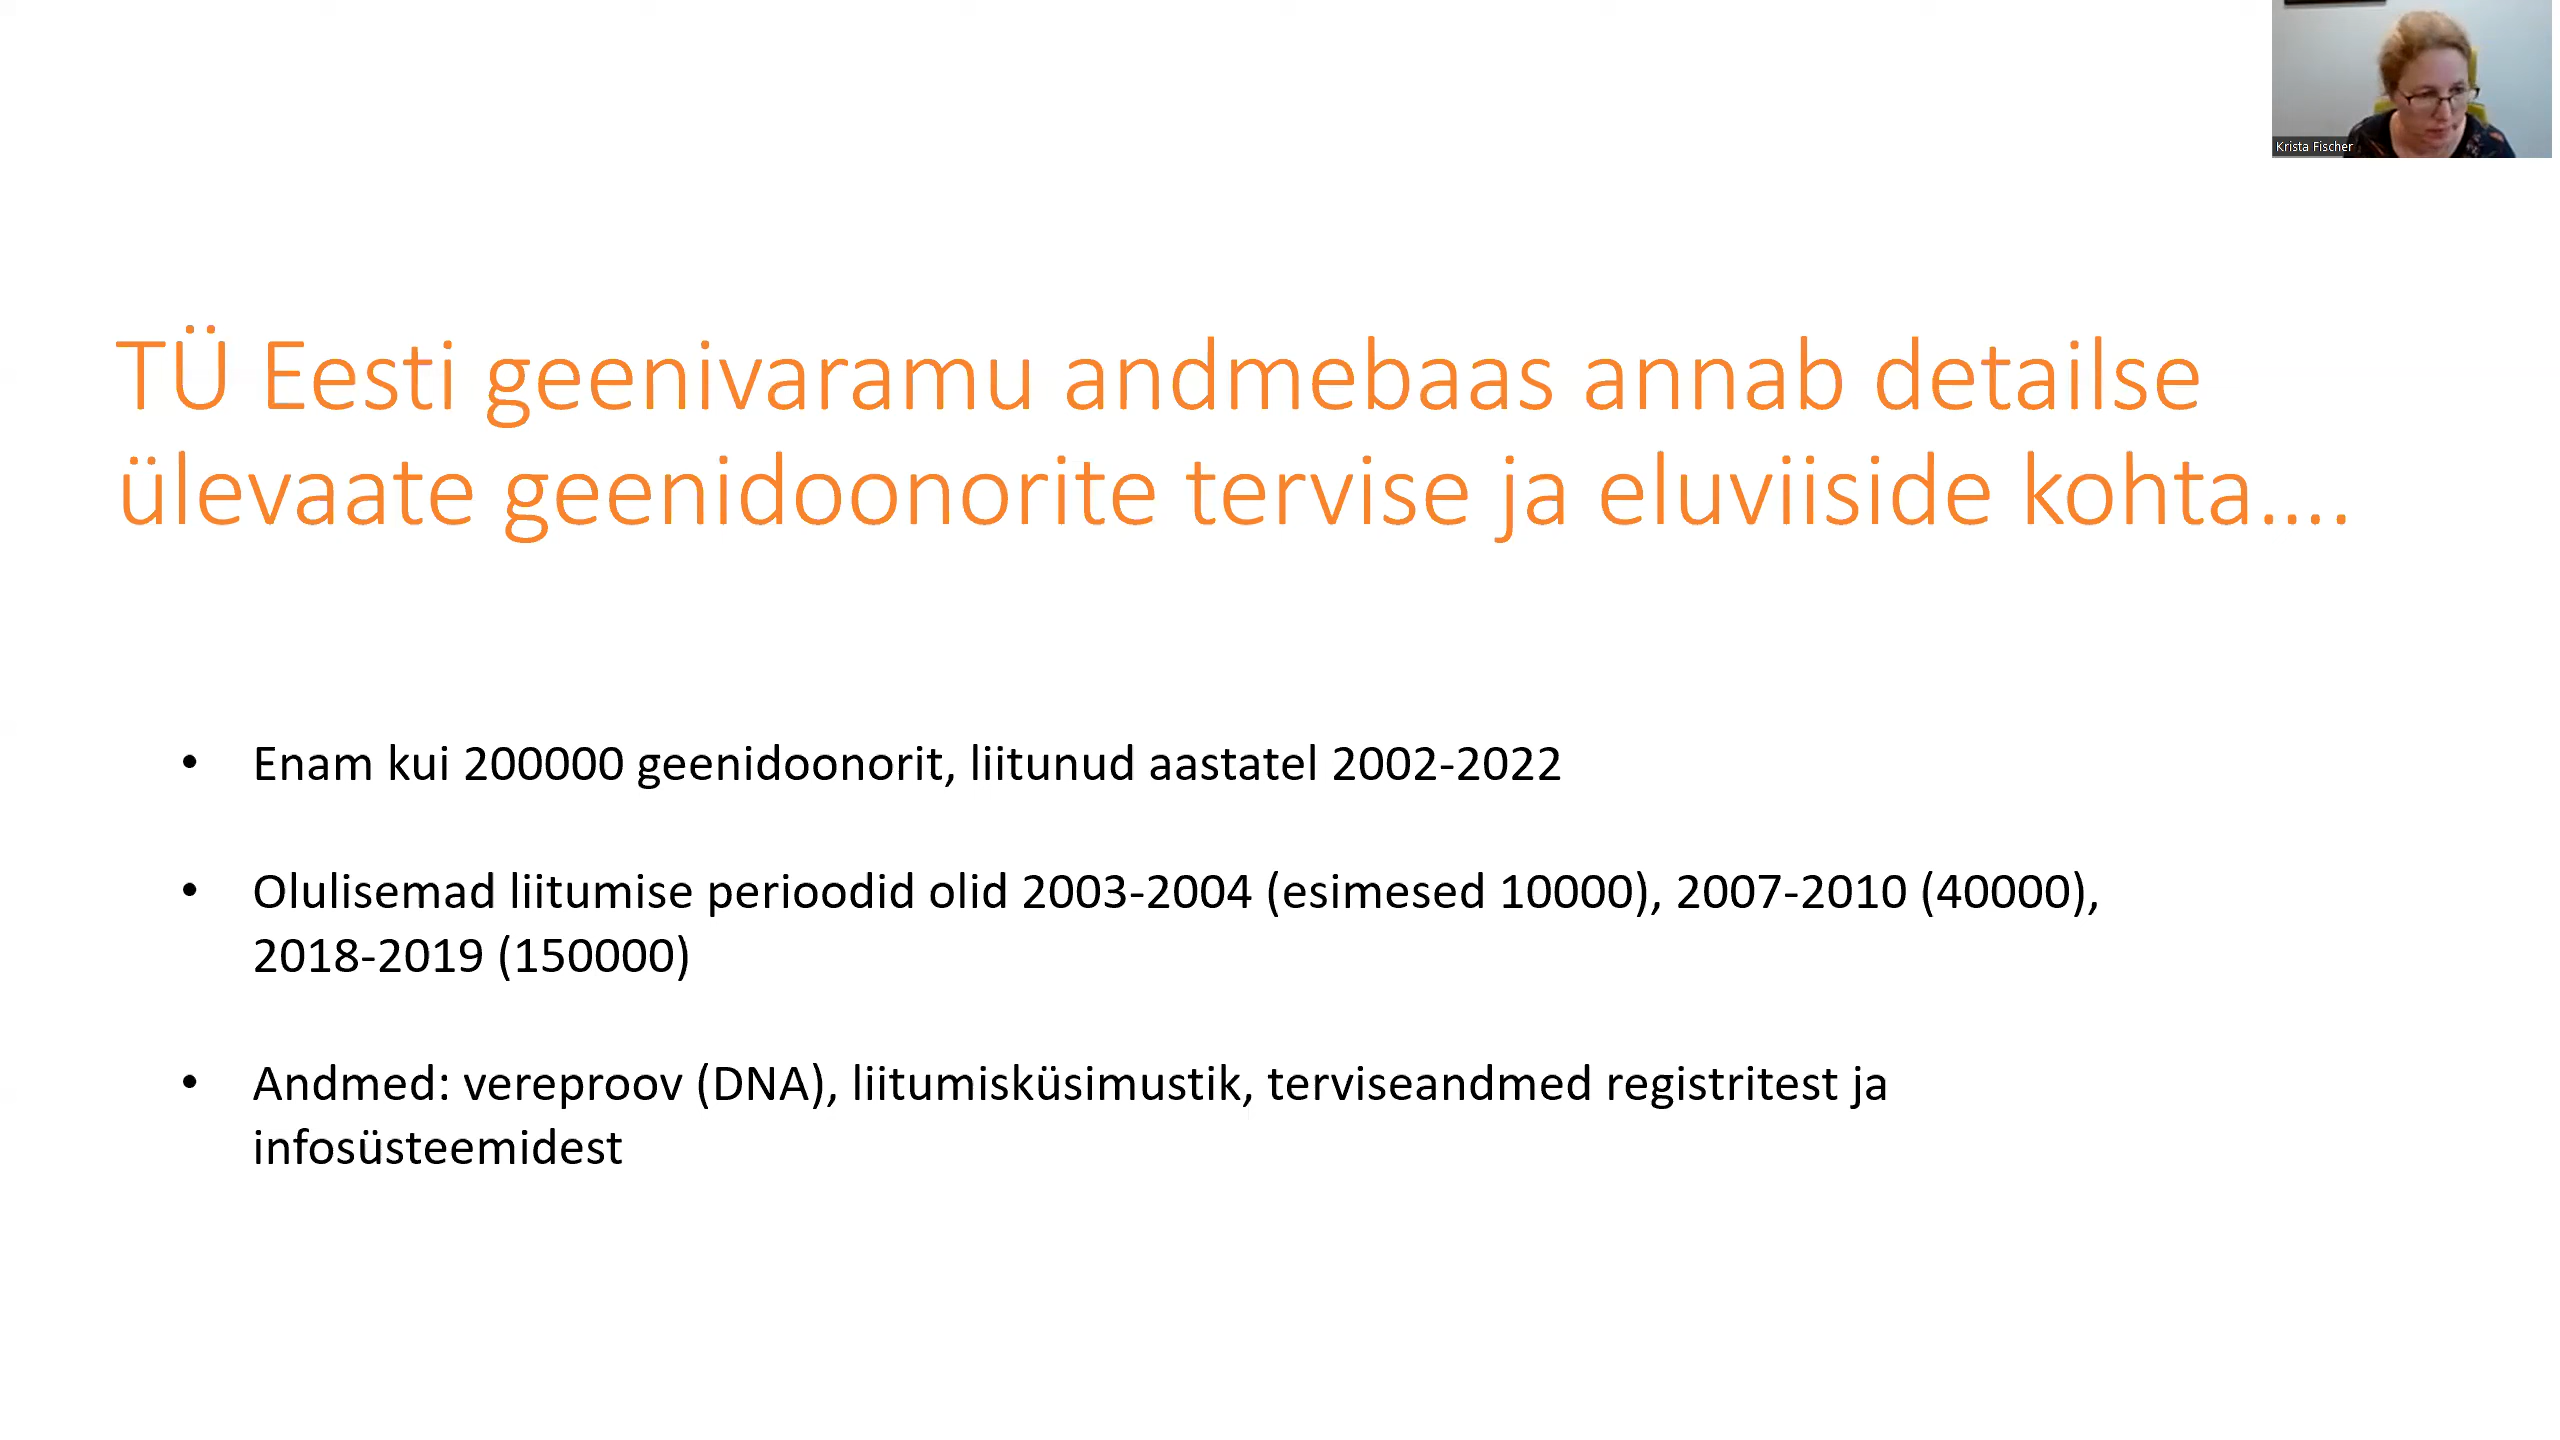 Krista Fischer
TÜ Eesti geenivaramu andmebaas annab detailse
ülevaate geenidoonorite tervise ja eluviiside kohta....
• Enam kui 200000 geenidoonorit, liitunud aastatel 2002-2022
• Olulisemad liitumise perioodid olid 2003-2004 (esimesed 10000), 2007-2010 (40000),
2018-2019 (150000)
• Andmed: vereproov (DNA), liitumisküsimustik, terviseandmed registritest ja
infosüsteemidest